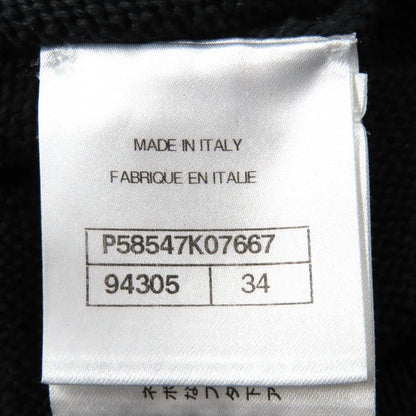 MADE IN ITALY
FABRIQUE EN ITALIE
P58547K07667
94305 34